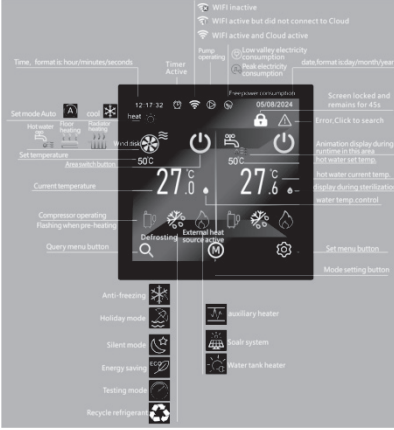 WIFI inactive
WIFI active but did not connect to Cloud
WIFI active and Cloud active
Timer
Active
Pump
operating
Low valley electricity
consumption
Peak electricity
consumption
Free power consumption
Time, format is: hour/minutes/seconds
date,format is:day/month/year
12:17:32
05/08/2024
Screen locked and
remains for 45s
Set mode Auto
A
cool
heat
Error, Click to search
Hot water
Floor
heating
Radiator
heating
Wind disk
Animation display during
runtime in this area
Set temperature
50℃
50℃
hot water set temp.
Area switch button
hot water current temp.
Current temperature
27.0 ℃
27.6 ℃
display during sterilization
water temp.control
Compressor operating
Flashing when pre-heating
Defrosting
External heat
source active
Query menu button
M
Set menu button
Mode setting button
Anti-freezing
Holiday mode
auxiliary heater
Silent mode
Soalr system
Energy saving
ECO
Water tank heater
Testing mode
Recycle refrigerant